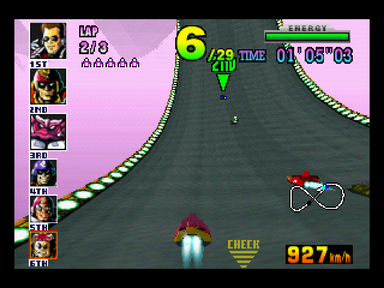 LAP
2/3
1ST
2ND
3RD
4TH
5TH
6TH
6/29
2ND
TIME 01'05"03
ENERGY
CHECK
927 km/h